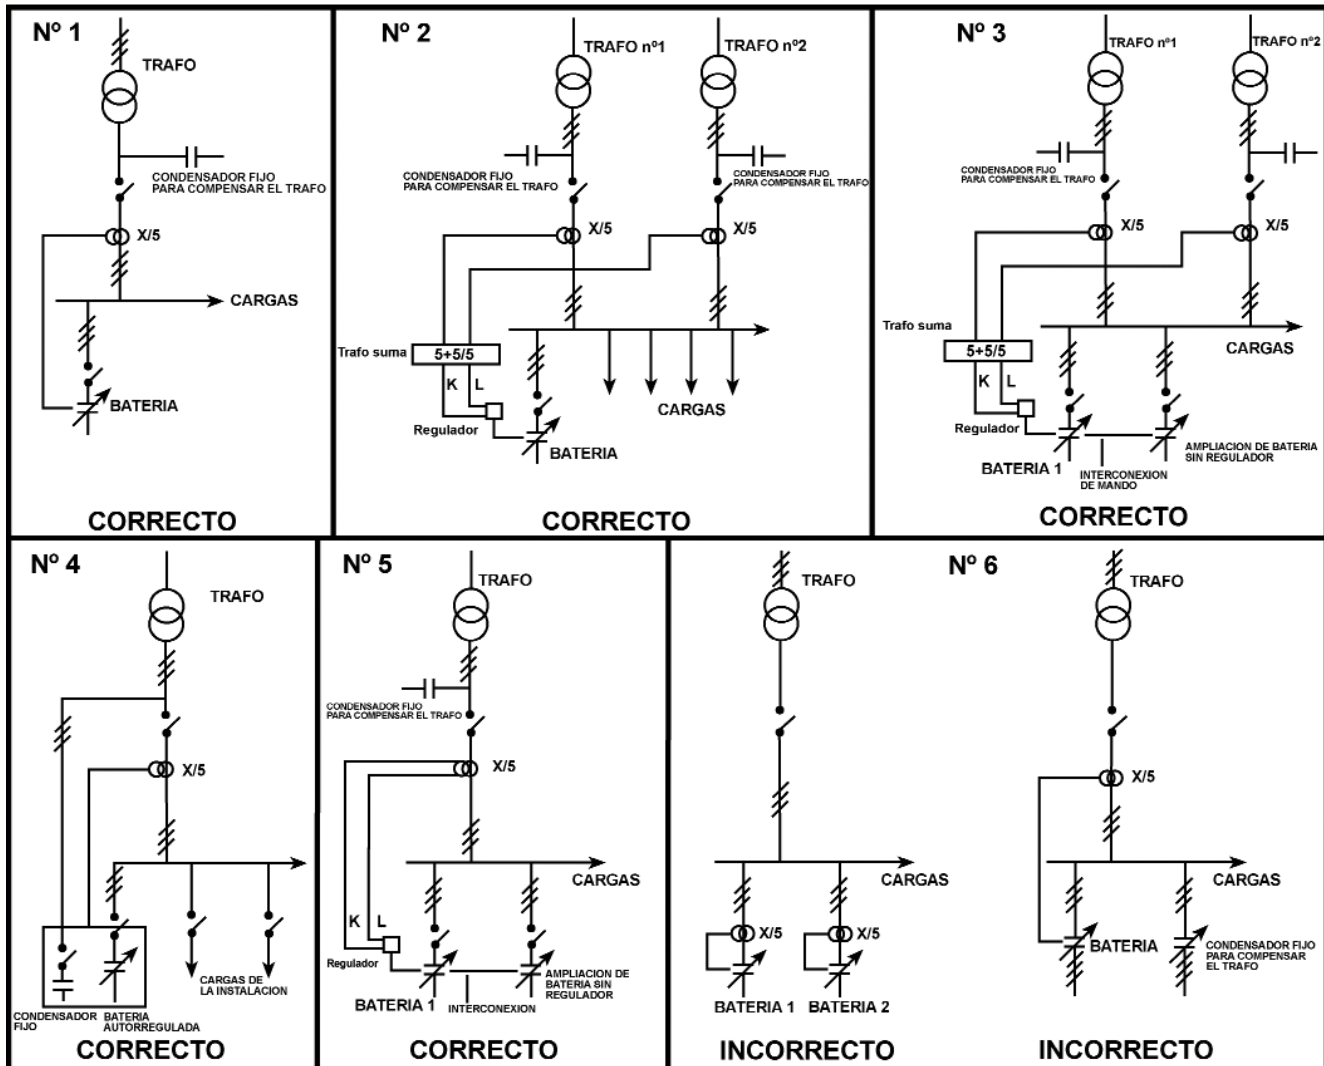 Nº 1
TRAFO
CONDENSADOR FIJO
PARA COMPENSAR EL TRAFO
X/5
CARGAS
BATERIA
CORRECTO
Nº 2
TRAFO nº1
TRAFO nº2
CONDENSADOR FIJO
PARA COMPENSAR EL TRAFO
CONDENSADOR FIJO
PARA COMPENSAR EL TRAFO
X/5
X/5
Trafo suma
5+5/5
K
L
Regulador
CARGAS
BATERIA
CORRECTO
Nº 3
TRAFO nº1
TRAFO nº2
CONDENSADOR FIJO
PARA COMPENSAR EL TRAFO
X/5
X/5
Trafo suma
5+5/5
CARGAS
K
L
Regulador
BATERIA 1
INTERCONEXION
DE MANDO
AMPLIACION DE BATERIA
SIN REGULADOR
CORRECTO
Nº 4
TRAFO
X/5
CARGAS DE
LA INSTALACION
CONDENSADOR
FIJO
BATERIA
AUTORREGULADA
CORRECTO
Nº 5
TRAFO
CONDENSADOR FIJO
PARA COMPENSAR EL TRAFO
X/5
CARGAS
K
L
Regulador
BATERIA 1
INTERCONEXION
AMPLIACION DE
BATERIA SIN
REGULADOR
CORRECTO
Nº 6
TRAFO
CARGAS
X/5
X/5
BATERIA 1
BATERIA 2
INCORRECTO
TRAFO
X/5
CARGAS
BATERIA
CONDENSADOR FIJO
PARA COMPENSAR
EL TRAFO
INCORRECTO